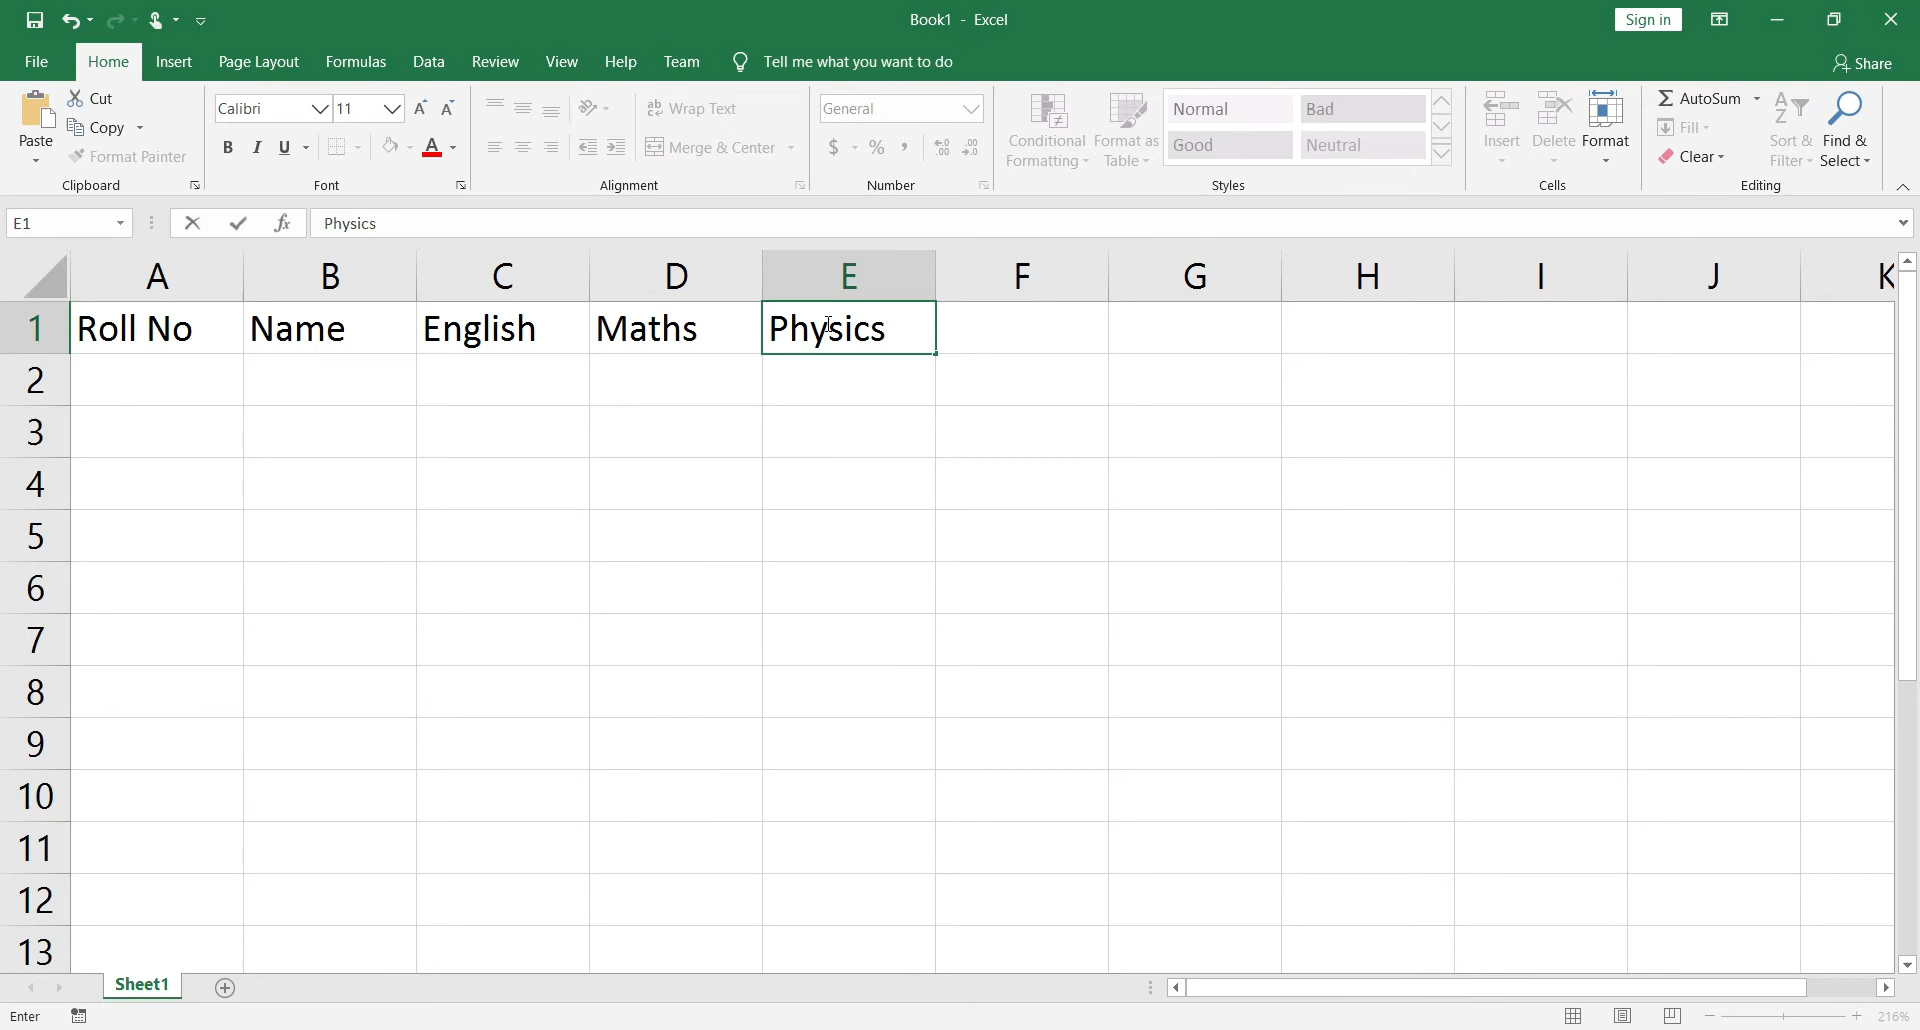 Book1 - Excel
Sign in
File Home Insert Page Layout Formulas Data Review View Help Team Tell me what you want to do Share
Paste Cut Copy Format Painter Clipboard
Calibri 11 B I U A Font
ab Wrap Text Merge & Center Alignment
General $ % , Number
Conditional Formatting Format as Table Normal Bad Good Neutral Styles
Insert Delete Format Cells
AutoSum Fill Clear Sort & Filter Find & Select Editing
E1 fx Physics
A B C D E F G H I J K
1 Roll No Name English Maths Physics
2
3
4
5
6
7
8
9
10
11
12
13
Sheet1
Enter 216%